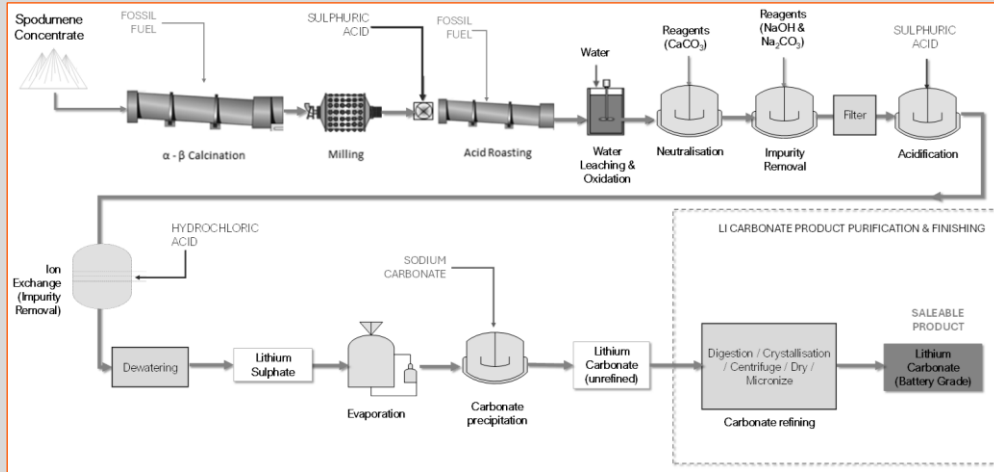 Spodumene
Concentrate
FOSSIL
FUEL
α - β Calcination
Milling
SULPHURIC
ACID
FOSSIL
FUEL
Acid Roasting
Water
Water
Leaching &
Oxidation
Reagents
(CaCO₃)
Neutralisation
Reagents
(NaOH &
Na₂CO₃)
Impurity
Removal
Filter
SULPHURIC
ACID
Acidification
HYDROCHLORIC
ACID
Ion
Exchange
(Impurity
Removal)
Dewatering
Lithium
Sulphate
Evaporation
SODIUM
CARBONATE
Carbonate
precipitation
Lithium
Carbonate
(unrefined)
LI CARBONATE PRODUCT PURIFICATION & FINISHING
Digestion / Crystallisation
/ Centrifuge / Dry /
Micronize
Carbonate refining
SALEABLE
PRODUCT
Lithium
Carbonate
(Battery Grade)